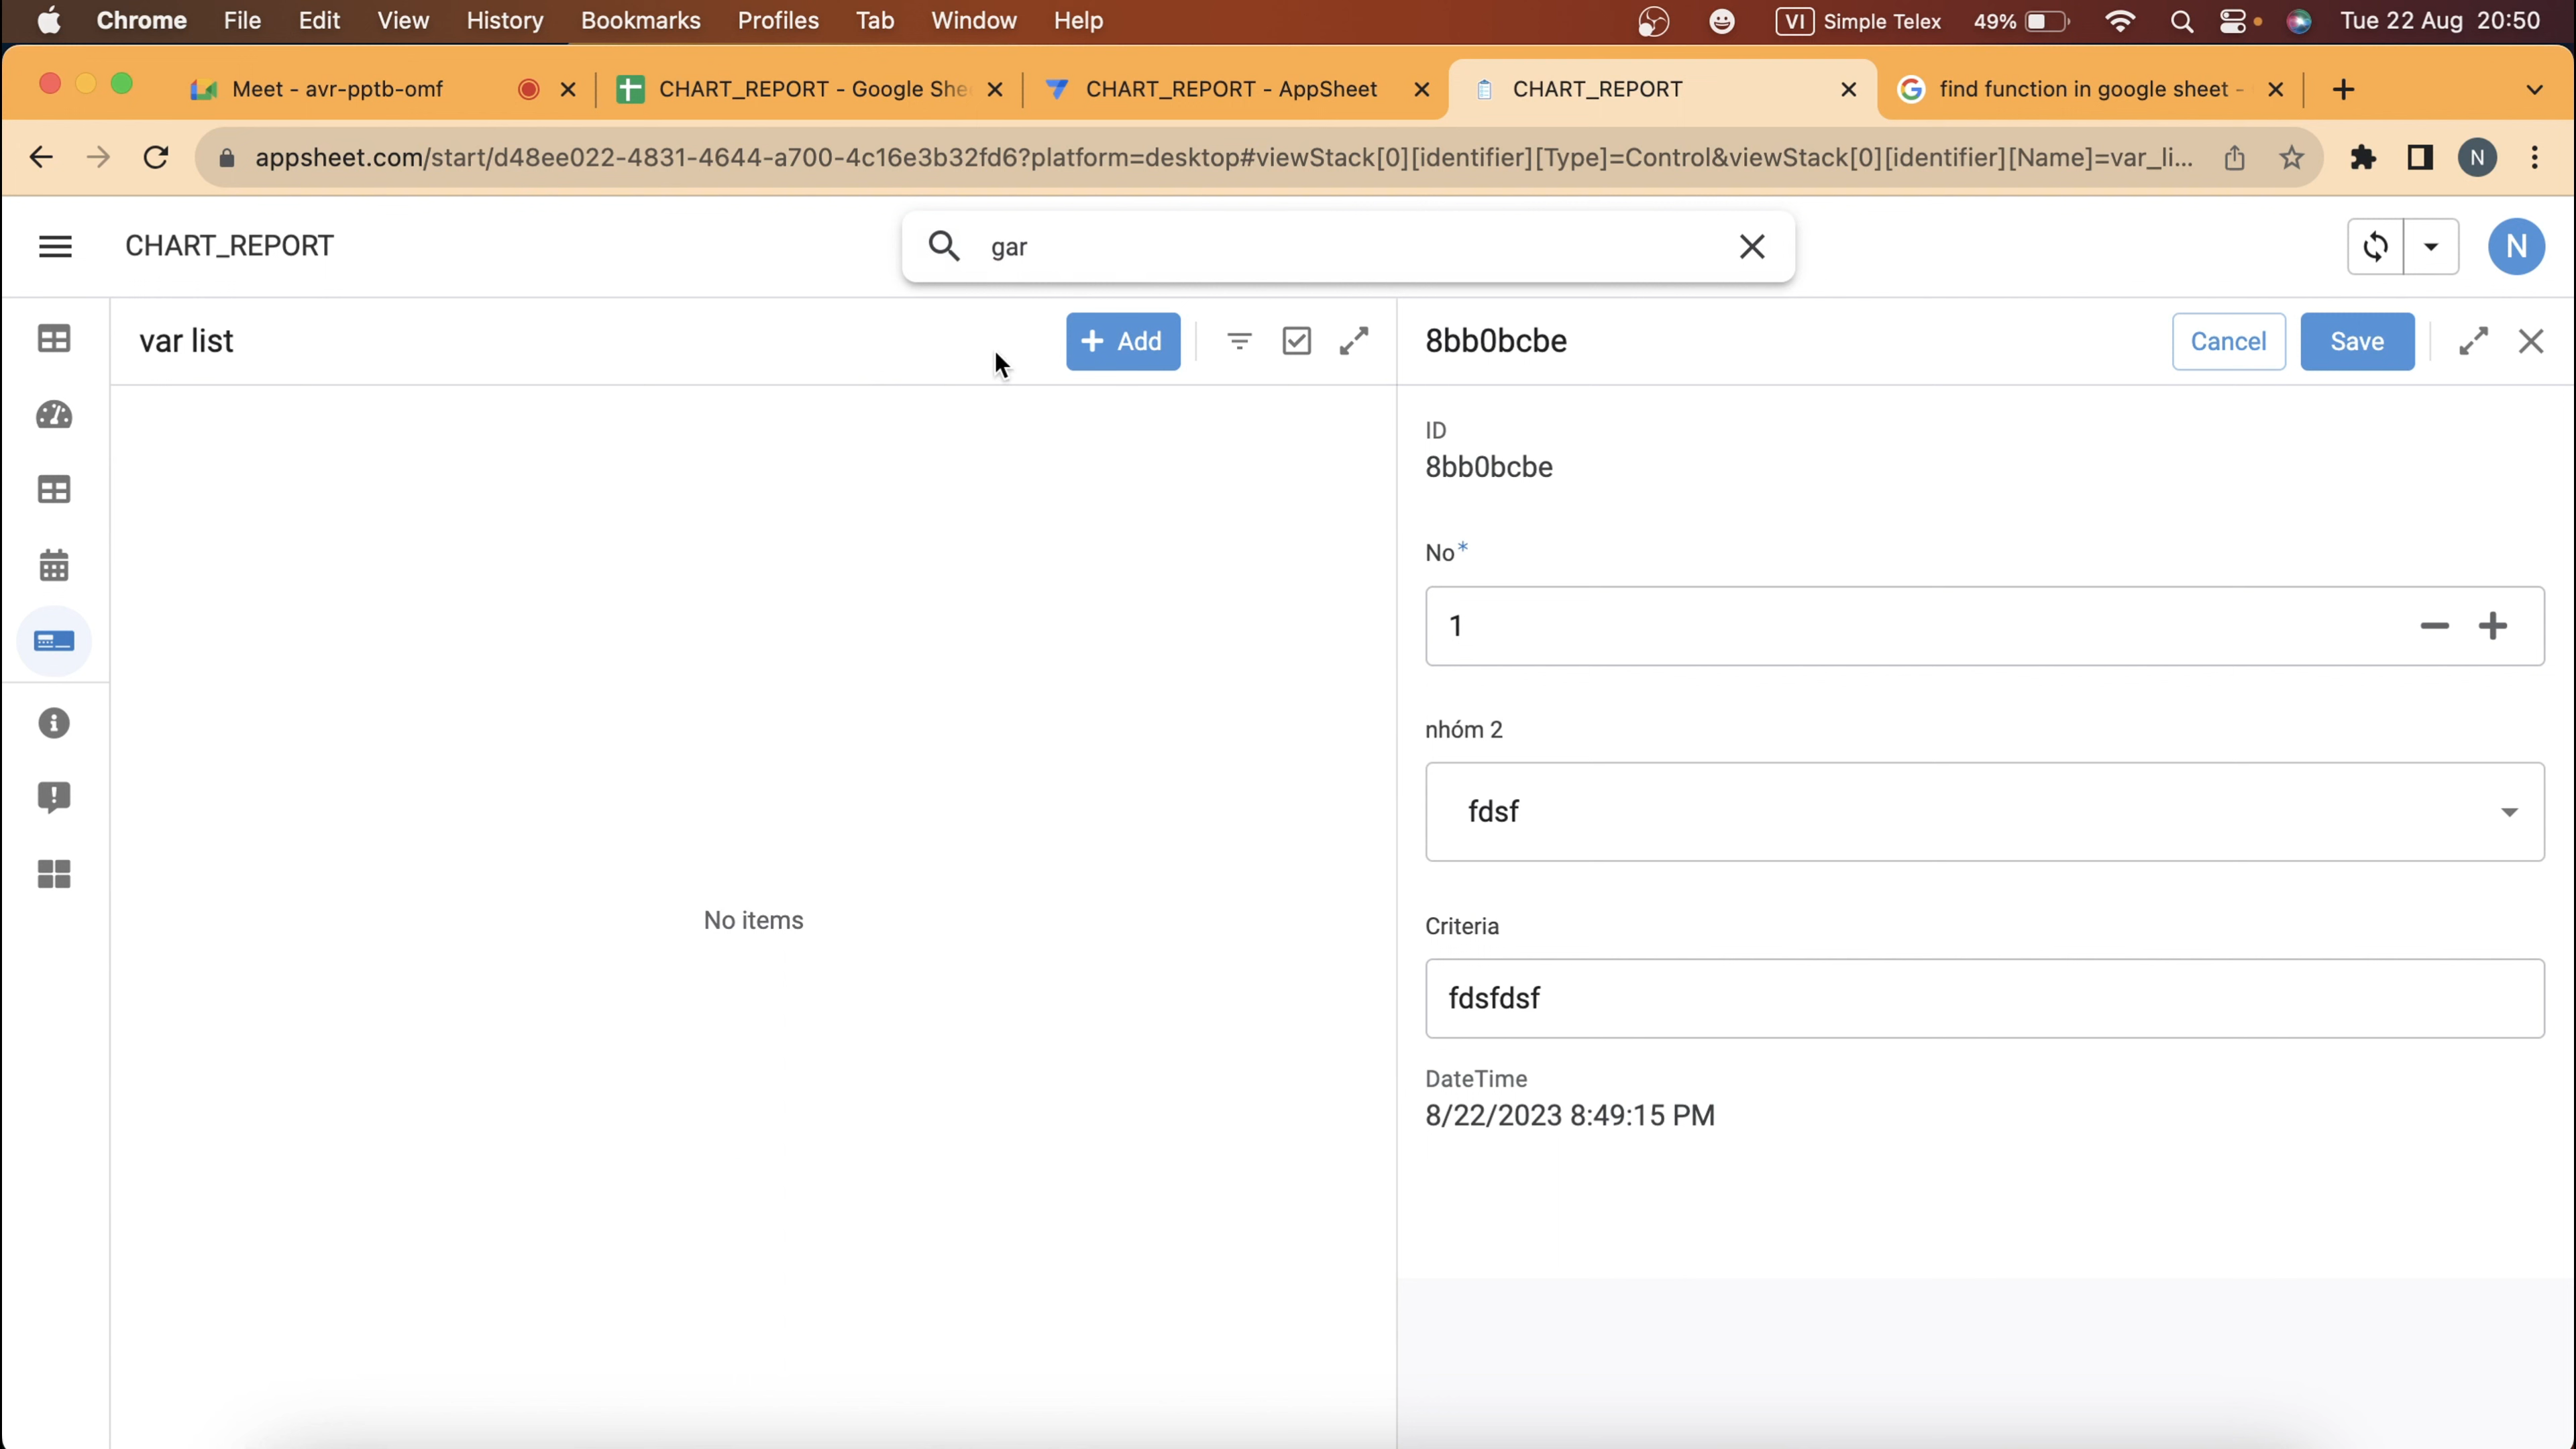 Chrome File Edit View History Bookmarks Profiles Tab Window Help VI Simple Telex 49% Tue 22 Aug 20:50
Meet - avr-pptb-omf CHART_REPORT - Google She CHART_REPORT - AppSheet CHART_REPORT find function in google sheet -
appsheet.com/start/d48ee022-4831-4644-a700-4c16e3b32fd6?platform=desktop#viewStack[0][identifier][Type]=Control&viewStack[0][identifier][Name]=var_li... N
CHART_REPORT gar N
var list + Add 8bb0bcbe Cancel Save
ID
8bb0bcbe
No*
1
nhóm 2
fdsf
No items
Criteria
fdsfdsf
DateTime
8/22/2023 8:49:15 PM